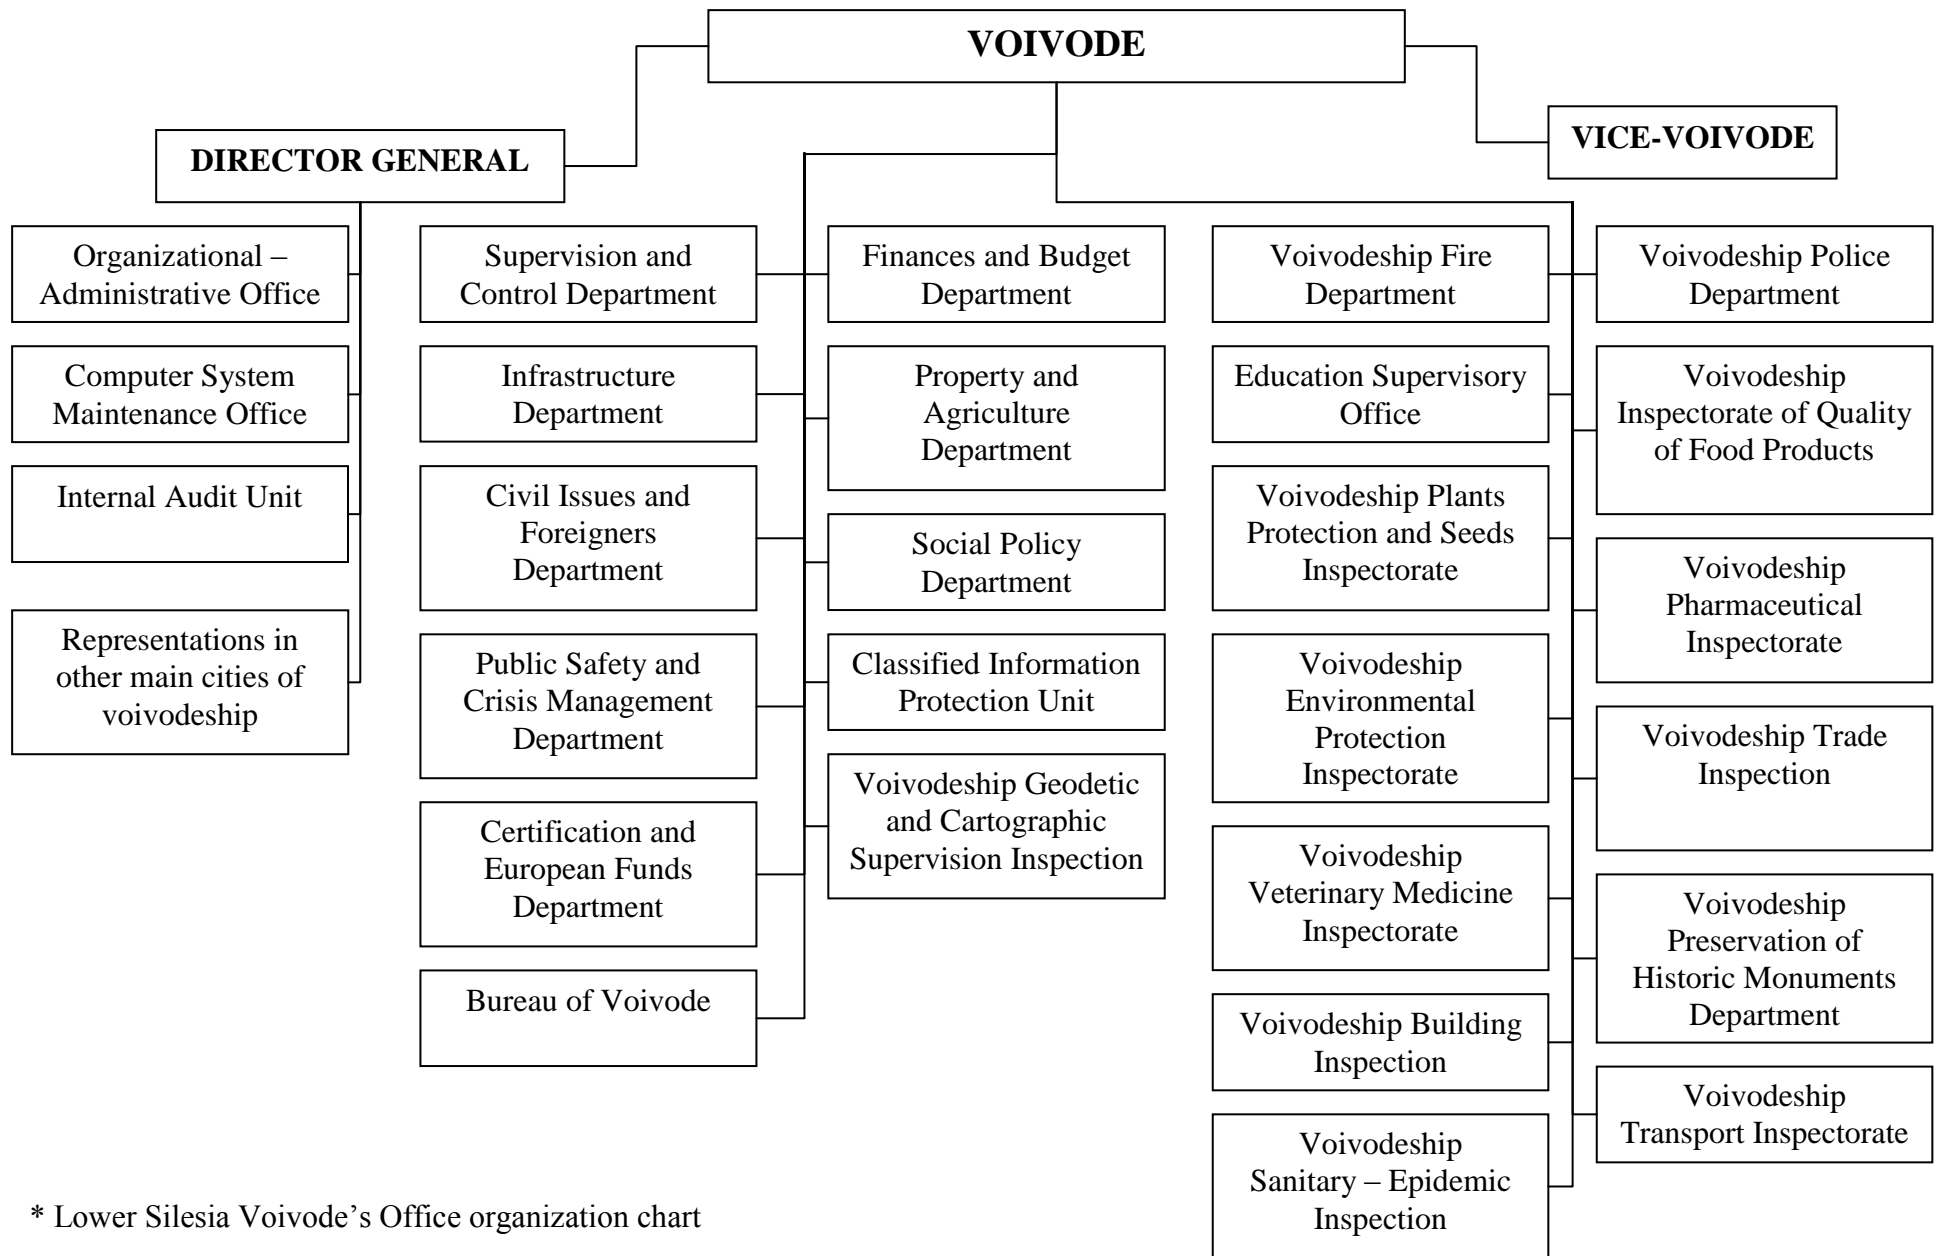 VOIVODE
DIRECTOR GENERAL
VICE-VOIVODE
Organizational –
Administrative Office
Computer System
Maintenance Office
Internal Audit Unit
Representations in
other main cities of
voivodeship
Supervision and
Control Department
Infrastructure
Department
Civil Issues and
Foreigners
Department
Public Safety and
Crisis Management
Department
Certification and
European Funds
Department
Bureau of Voivode
Finances and Budget
Department
Property and
Agriculture
Department
Social Policy
Department
Classified Information
Protection Unit
Voivodeship Geodetic
and Cartographic
Supervision Inspection
Voivodeship Fire
Department
Education Supervisory
Office
Voivodeship Plants
Protection and Seeds
Inspectorate
Voivodeship
Environmental
Protection
Inspectorate
Voivodeship
Veterinary Medicine
Inspectorate
Voivodeship Building
Inspection
Voivodeship
Sanitary – Epidemic
Inspection
Voivodeship Police
Department
Voivodeship
Inspectorate of Quality
of Food Products
Voivodeship
Pharmaceutical
Inspectorate
Voivodeship Trade
Inspection
Voivodeship
Preservation of
Historic Monuments
Department
Voivodeship
Transport Inspectorate
* Lower Silesia Voivode’s Office organization chart